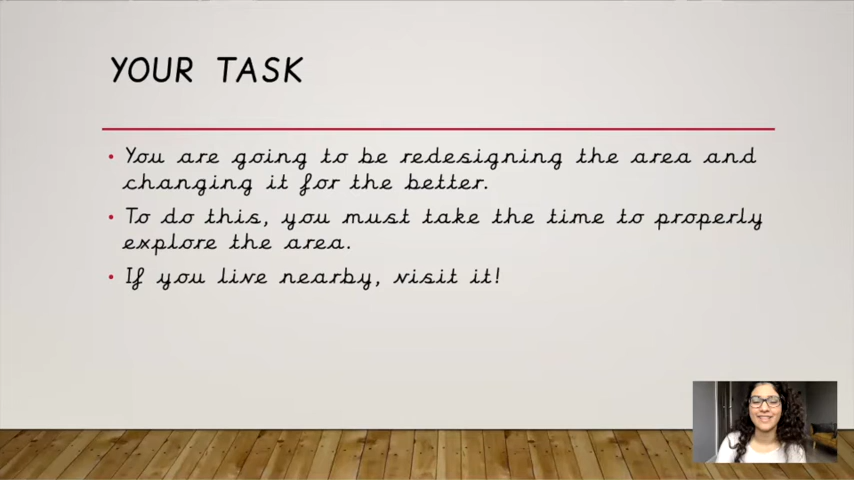 YOUR TASK
• You are going to be redesigning the area and
changing it for the better.
• To do this, you must take the time to properly
explore the area.
• If you live nearby, visit it!